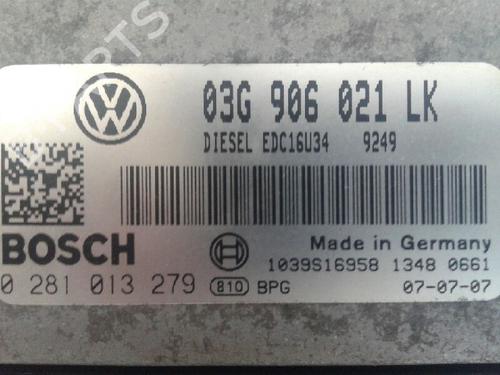 03G 906 021 LK
DIESEL EDC16U34 9249
BOSCH
Made in Germany
1039S16958 1348 0661
0 281 013 279
810 BPG
07-07-07